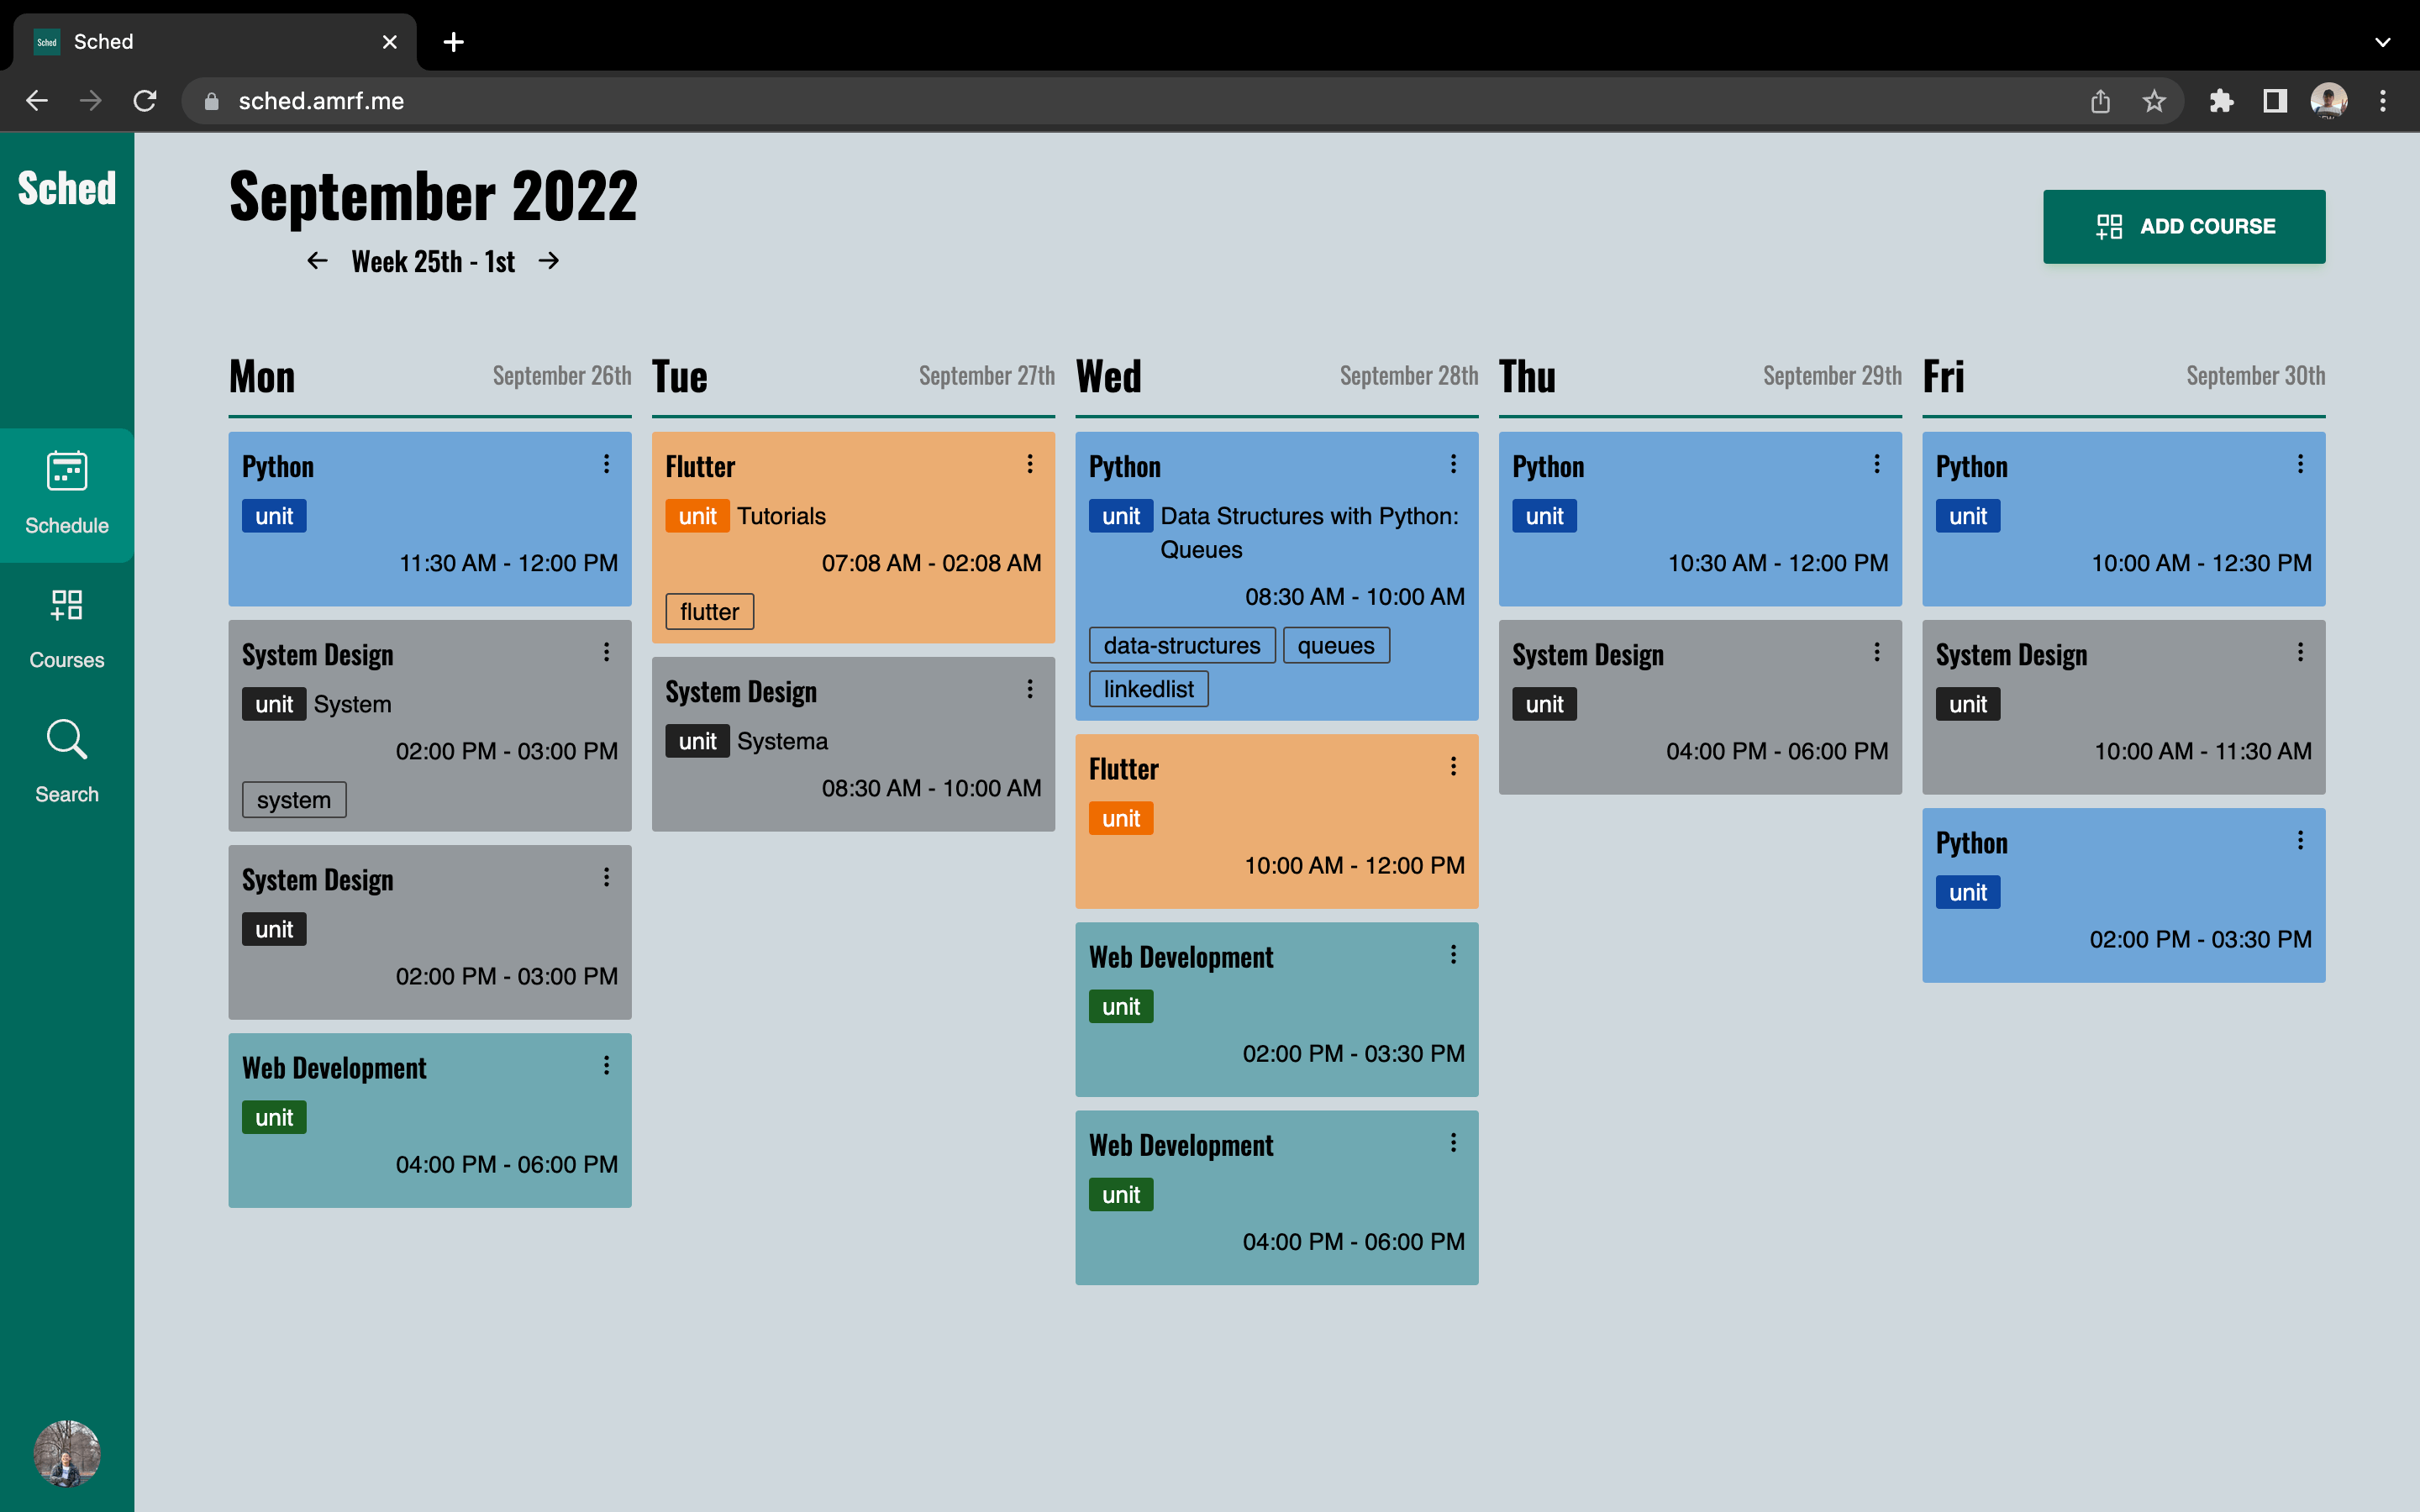 Sched
Sched
sched.amrf.me
Sched
Schedule
Courses
Search
September 2022
Week 25th - 1st
ADD COURSE
Mon September 26th
Python
unit
11:30 AM - 12:00 PM
System Design
unit System
02:00 PM - 03:00 PM
system
System Design
unit
02:00 PM - 03:00 PM
Web Development
unit
04:00 PM - 06:00 PM
Tue September 27th
Flutter
unit Tutorials
07:08 AM - 02:08 AM
flutter
System Design
unit Systema
08:30 AM - 10:00 AM
Wed September 28th
Python
unit Data Structures with Python:
Queues
08:30 AM - 10:00 AM
data-structures queues
linkedlist
Flutter
unit
10:00 AM - 12:00 PM
Web Development
unit
02:00 PM - 03:30 PM
Web Development
unit
04:00 PM - 06:00 PM
Thu September 29th
Python
unit
10:30 AM - 12:00 PM
System Design
unit
04:00 PM - 06:00 PM
Fri September 30th
Python
unit
10:00 AM - 12:30 PM
System Design
unit
10:00 AM - 11:30 AM
Python
unit
02:00 PM - 03:30 PM